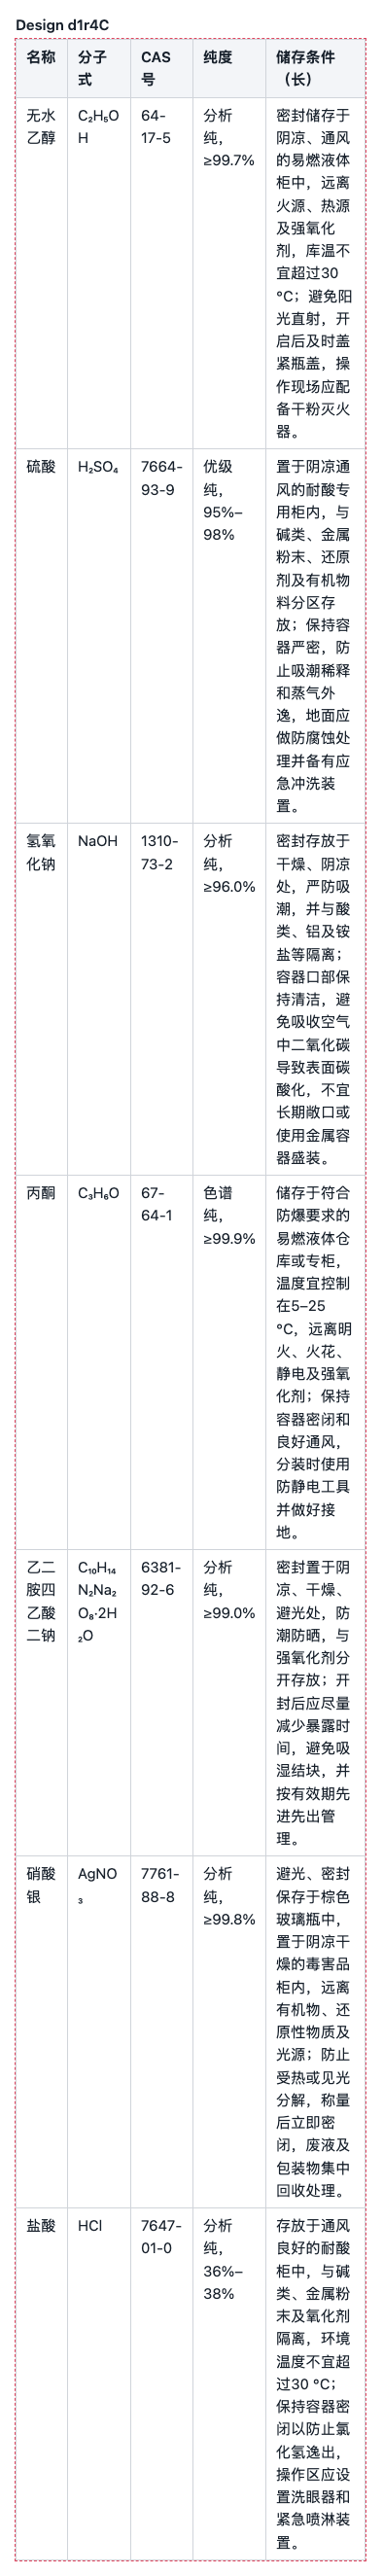 Design d1r4C
名称
分子
式
CAS
号
纯度
储存条件
（长）
无水
乙醇
C₂H₅O
H
64-
17-5
分析
纯，
≥99.7%
密封储存于
阴凉、通风
的易燃液体
柜中，远离
火源、热源
及强氧化
剂，库温不
宜超过30
°C；避免阳
光直射，开
启后及时盖
紧瓶盖，操
作现场应配
备干粉灭火
器。
硫酸
H₂SO₄
7664-
93-9
优级
纯，
95%–
98%
置于阴凉通
风的耐酸专
用柜内，与
碱类、金属
粉末、还原
剂及有机物
料分区存
放；保持容
器严密，防
止吸潮稀释
和蒸气外
逸，地面应
做防腐蚀处
理并备有应
急冲洗装
置。
氢氧
化钠
NaOH
1310-
73-2
分析
纯，
≥96.0%
密封存放于
干燥、阴凉
处，严防吸
潮，并与酸
类、铝及铵
盐等隔离；
容器口部保
持清洁，避
免吸收空气
中二氧化碳
导致表面碳
酸化，不宜
长期敞口或
使用金属容
器盛装。
丙酮
C₃H₆O
67-
64-1
色谱
纯，
≥99.9%
储存于符合
防爆要求的
易燃液体仓
库或专柜，
温度宜控制
在5–25
°C，远离明
火、火花、
静电及强氧
化剂；保持
容器密闭和
良好通风，
分装时使用
防静电工具
并做好接
地。
乙二
胺四
乙酸
二钠
C₁₀H₁₄
N₂Na₂
O₈·2H
₂O
6381-
92-6
分析
纯，
≥99.0%
密封置于阴
凉、干燥、
避光处，防
潮防晒，与
强氧化剂分
开存放；开
封后应尽量
减少暴露时
间，避免吸
湿结块，并
按有效期先
进先出管
理。
硝酸
银
AgNO
₃
7761-
88-8
分析
纯，
≥99.8%
避光、密封
保存于棕色
玻璃瓶中，
置于阴凉干
燥的毒害品
柜内，远离
有机物、还
原性物质及
光源；防止
受热或见光
分解，称量
后立即密
闭，废液及
包装物集中
回收处理。
盐酸
HCl
7647-
01-0
分析
纯，
36%–
38%
存放于通风
良好的耐酸
柜中，与碱
类、金属粉
末及氧化剂
隔离，环境
温度不宜超
过30 °C；
保持容器密
闭以防止氯
化氢逸出，
操作区应设
置洗眼器和
紧急喷淋装
置。